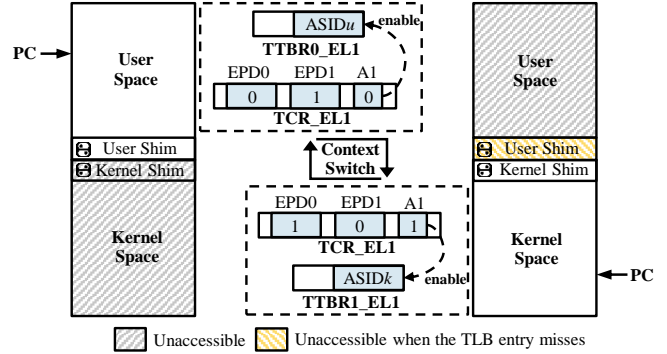 PC
User
Space
User Shim
Kernel Shim
Kernel
Space
ASIDu
enable
TTBR0_EL1
EPD0 EPD1 A1
0 1 0
TCR_EL1
Context
Switch
EPD0 EPD1 A1
1 0 1
TCR_EL1
enable
ASIDk
TTBR1_EL1
User
Space
User Shim
Kernel Shim
Kernel
Space
PC
Unaccessible
Unaccessible when the TLB entry misses